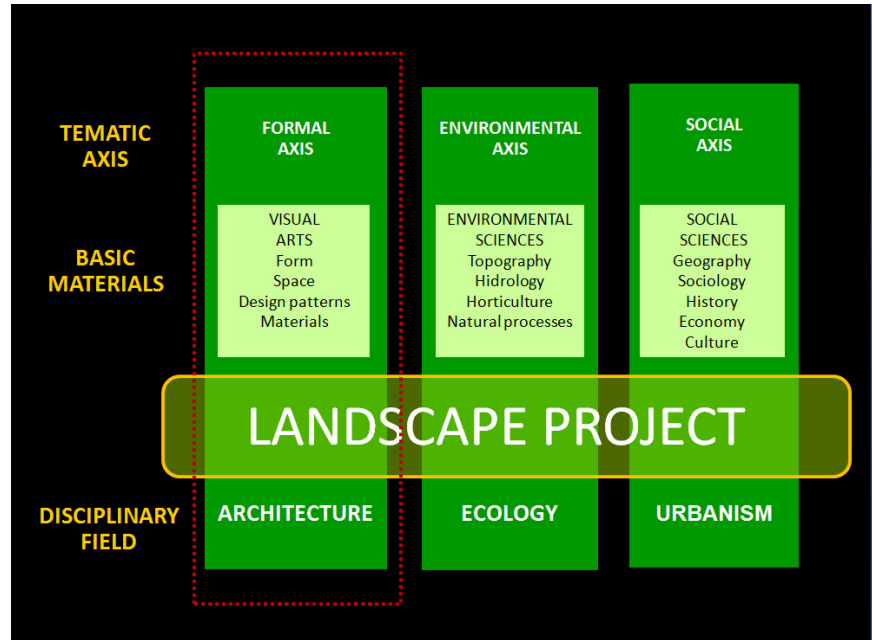 TEMATIC
AXIS
FORMAL
AXIS
ENVIRONMENTAL
AXIS
SOCIAL
AXIS
BASIC
MATERIALS
VISUAL
ARTS
Form
Space
Design patterns
Materials
ENVIRONMENTAL
SCIENCES
Topography
Hidrology
Horticulture
Natural processes
SOCIAL
SCIENCES
Geography
Sociology
History
Economy
Culture
LANDSCAPE PROJECT
DISCIPLINARY
FIELD
ARCHITECTURE
ECOLOGY
URBANISM